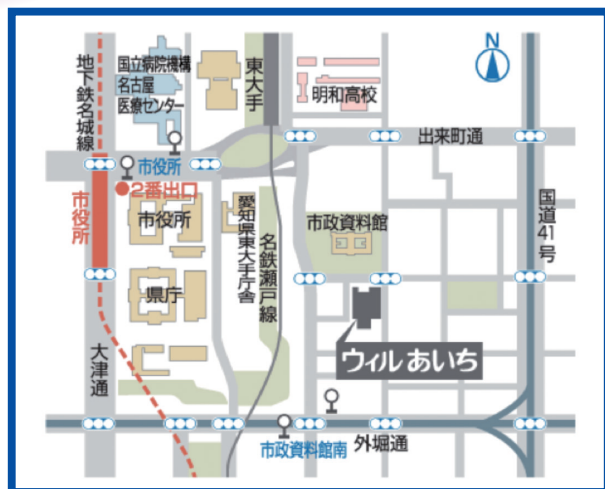 N
地下鉄名城線
国立病院機構
名古屋
医療センター
東大手
明和高校
出来町通
市役所
2番出口
市役所
市役所
愛知県東大手庁舎
名鉄瀬戸線
市政資料館
国道41号
県庁
ウィルあいち
大津通
市政資料館南
外堀通